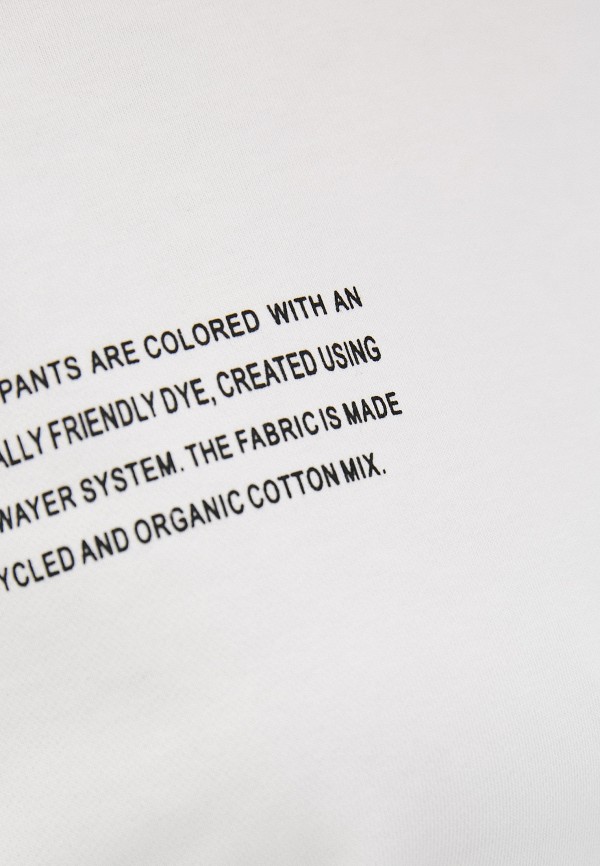 PANTS ARE COLORED WITH AN
ALLY FRIENDLY DYE, CREATED USING
WAYER SYSTEM. THE FABRIC IS MADE
YCLED AND ORGANIC COTTON MIX.